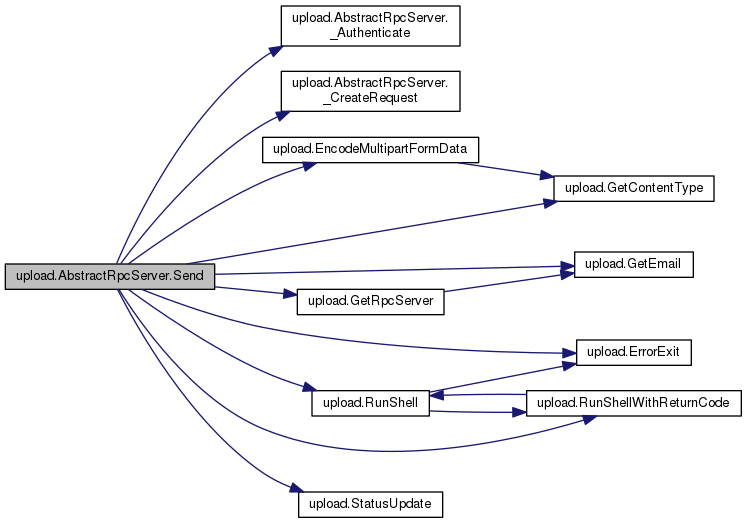 upload.AbstractRpcServer.
_Authenticate
upload.AbstractRpcServer.
_CreateRequest
upload.EncodeMultipartFormData
upload.GetContentType
upload.AbstractRpcServer.Send
upload.GetEmail
upload.GetRpcServer
upload.ErrorExit
upload.RunShell
upload.RunShellWithReturnCode
upload.StatusUpdate